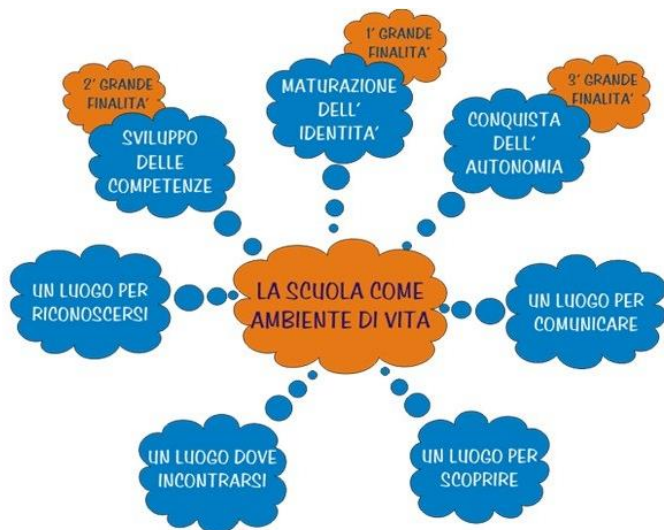 1' GRANDE
FINALITA'
MATURAZIONE
DELL'
IDENTITA'
2' GRANDE
FINALITA'
SVILUPPO
DELLE
COMPETENZE
3' GRANDE
FINALITA'
CONQUISTA
DELL'
AUTONOMIA
UN LUOGO PER
RICONOSCERSI
LA SCUOLA COME
AMBIENTE DI VITA
UN LUOGO PER
COMUNICARE
UN LUOGO DOVE
INCONTRARSI
UN LUOGO PER
SCOPRIRE